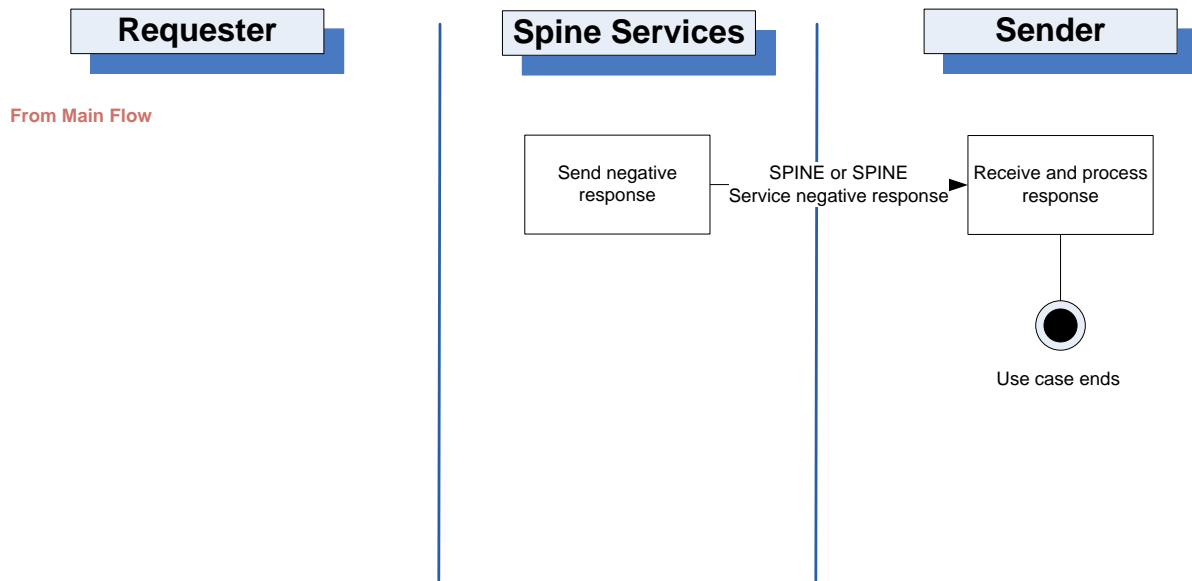 Requester
Spine Services
Sender
From Main Flow
Send negative
response
SPINE or SPINE
Service negative response
Receive and process
response
Use case ends